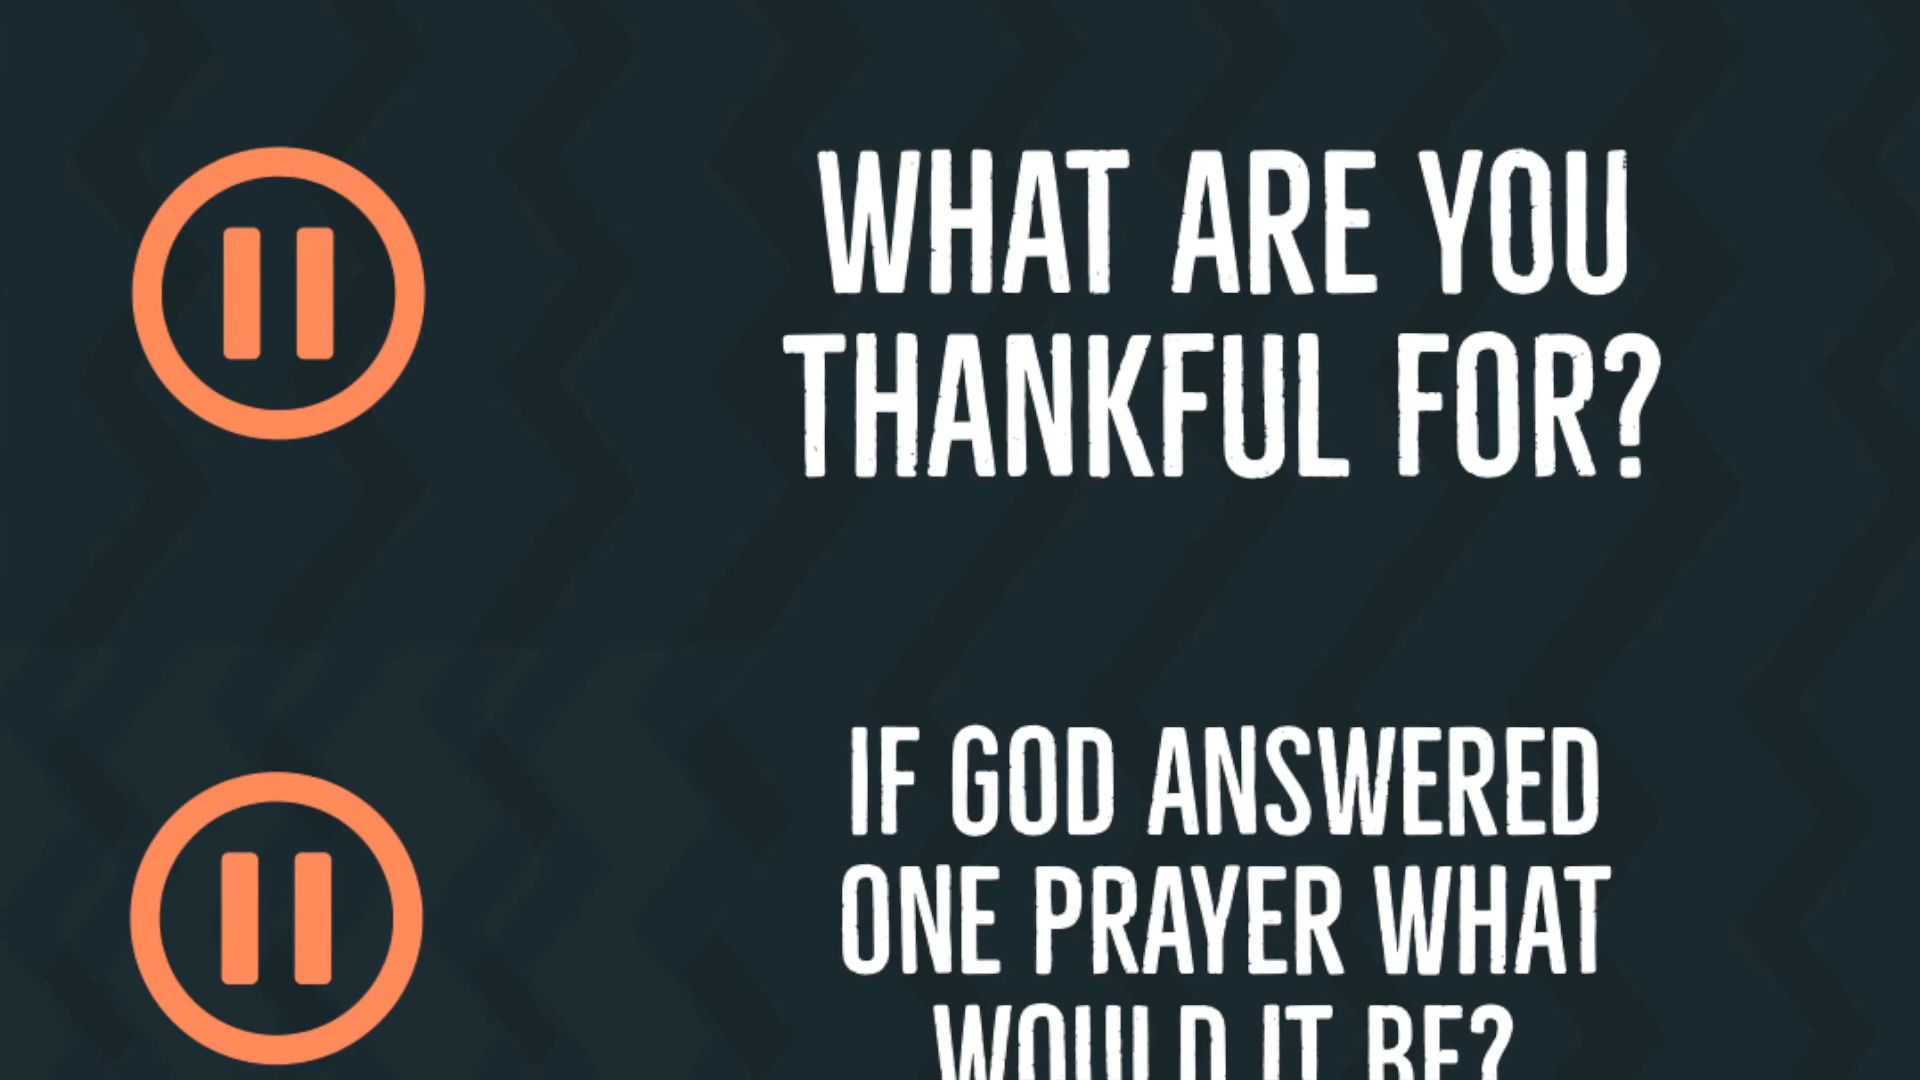 WHAT ARE YOU
THANKFUL FOR?
IF GOD ANSWERED
ONE PRAYER WHAT
WOULD IT BE?